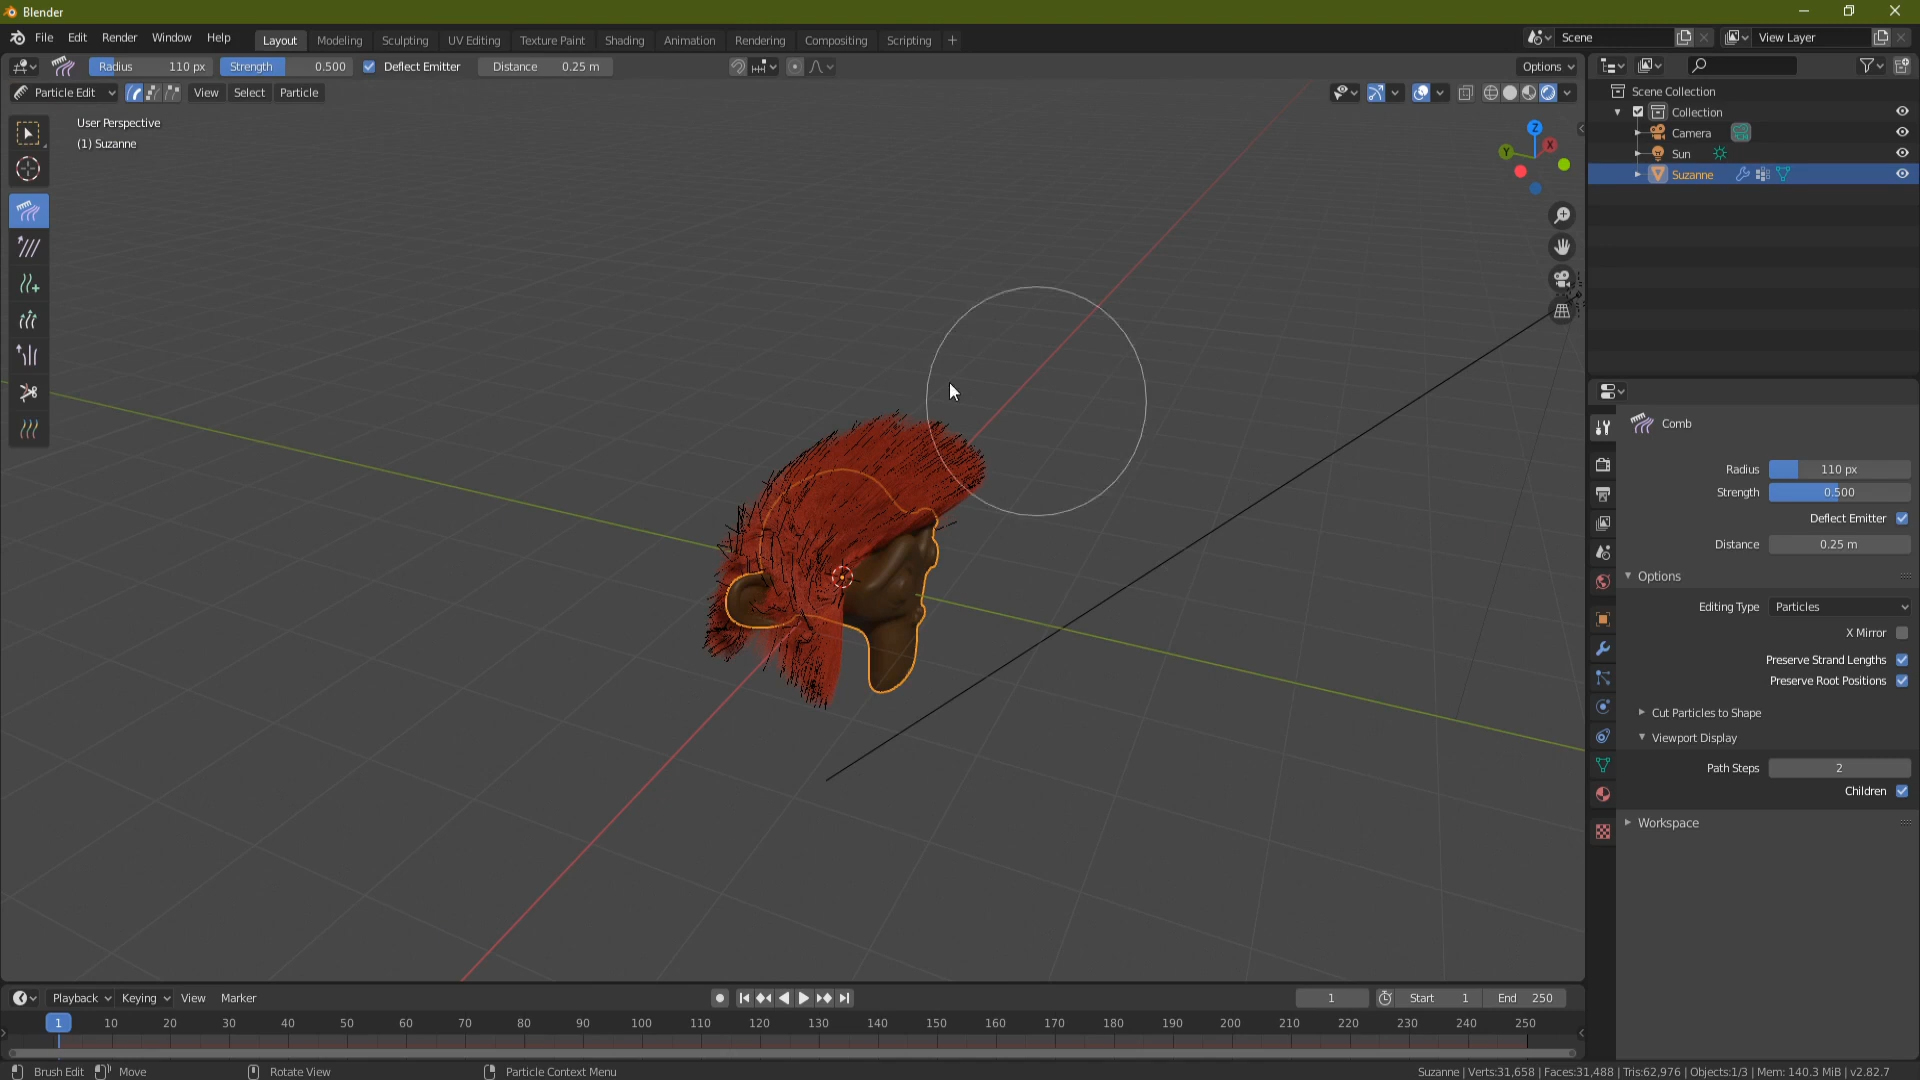 Blender
File Edit Render Window Help Layout Modeling Sculpting UV Editing Texture Paint Shading Animation Rendering Compositing Scripting + Scene View Layer
Radius 110 px Strength 0.500 Deflect Emitter Distance 0.25 m Options
Particle Edit View Select Particle
User Perspective
(1) Suzanne
Z
X
Y
Scene Collection
Collection
Camera
Sun
Suzanne
Comb
Radius 110 px
Strength 0.500
Deflect Emitter
Distance 0.25 m
Options
Editing Type Particles
X Mirror
Preserve Strand Lengths
Preserve Root Positions
Cut Particles to Shape
Viewport Display
Path Steps 2
Children
Workspace
Playback Keying View Marker 1 Start 1 End 250
1 10 20 30 40 50 60 70 80 90 100 110 120 130 140 150 160 170 180 190 200 210 220 230 240 250
Brush Edit Move Rotate View Particle Context Menu Suzanne | Verts:31,658 | Faces:31,488 | Tris:62,976 | Objects:1/3 | Mem: 140.3 MiB | v2.82.7